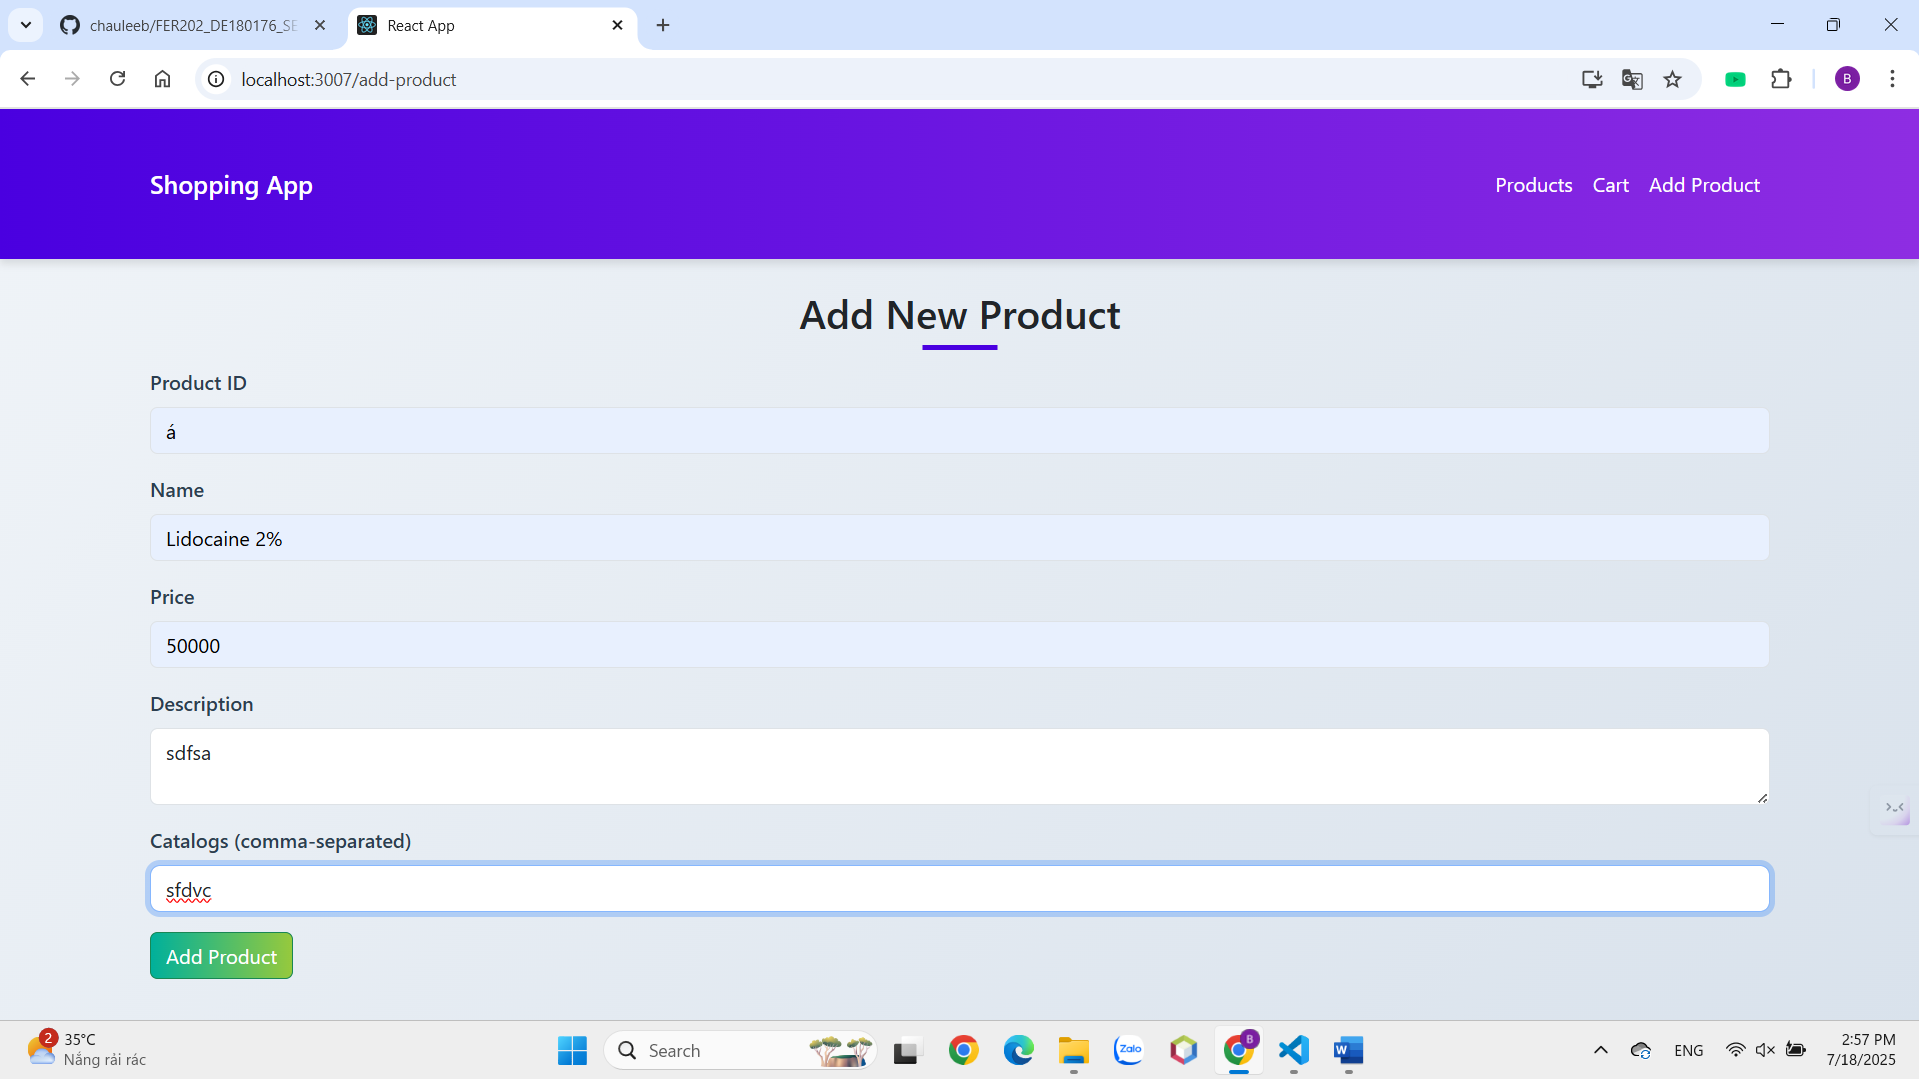 chauleeb/FER202_DE180176_SE
React App
localhost:3007/add-product
B
Shopping App
Products Cart Add Product
Add New Product
Product ID
á
Name
Lidocaine 2%
Price
50000
Description
sdfsa
Catalogs (comma-separated)
sfdvc
Add Product
2
35°C
Nắng rải rác
Search
Zalo
B
W
ENG
2:57 PM
7/18/2025